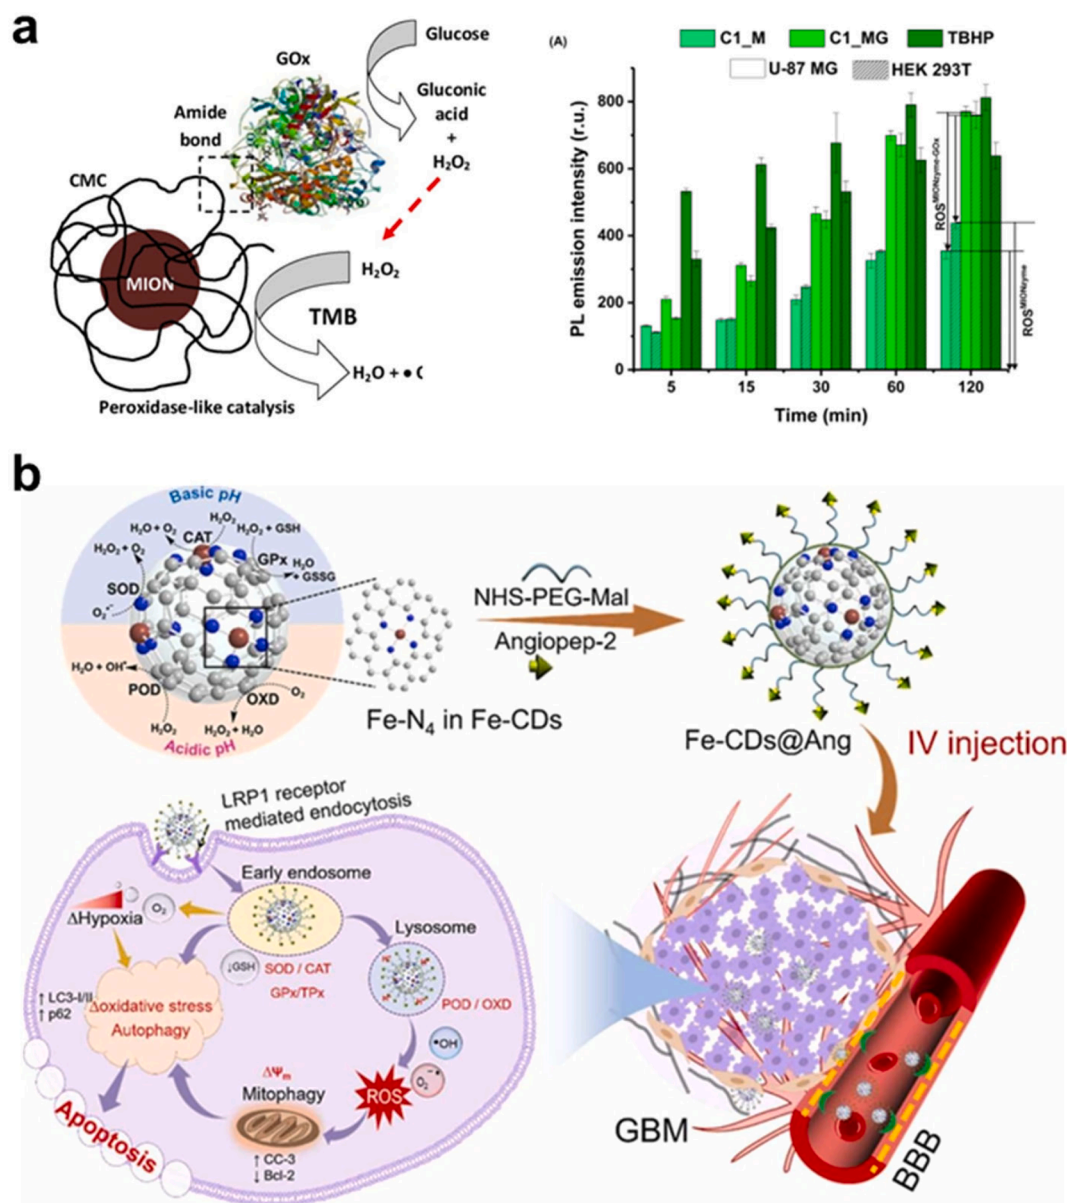 a
Glucose
GOx
Gluconic
acid
+
H₂O₂
Amide
bond
CMC
MION
H₂O₂
TMB
H₂O + •
Peroxidase-like catalysis
(A)
C1_M C1_MG TBHP
U-87 MG HEK 293T
PL emission intensity (r.u.)
800
600
400
200
0
5 15 30 60 120
Time (min)
ROS^MIONzyme-GOx
ROS^MIONzyme
b
Basic pH
H₂O + O₂
H₂O₂
H₂O₂ + GSH
CAT
H₂O₂ + O₂
GPx
H₂O
+ GSSG
SOD
O₂•⁻
H₂O + OH•
POD
OXD
O₂
H₂O₂
H₂O₂ + H₂O
Acidic pH
Fe-N₄ in Fe-CDs
NHS-PEG-Mal
Angiopep-2
Fe-CDs@Ang
IV injection
LRP1 receptor
mediated endocytosis
Early endosome
ΔHypoxia
O₂
Lysosome
↓GSH
SOD / CAT
GPx/TPx
POD / OXD
↑ LC3-I/II
↑ p62
Δoxidative stress
Autophagy
•OH
O₂⁻•
ROS
ΔΨm
Mitophagy
↑ CC-3
↓ Bcl-2
Apoptosis
GBM
BBB